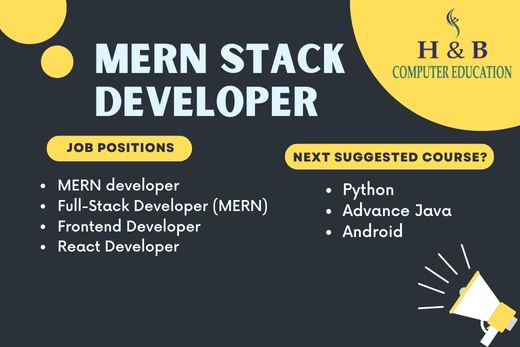 H & B
COMPUTER EDUCATION
MERN STACK
DEVELOPER
JOB POSITIONS
• MERN developer
• Full-Stack Developer (MERN)
• Frontend Developer
• React Developer
NEXT SUGGESTED COURSE?
• Python
• Advance Java
• Android